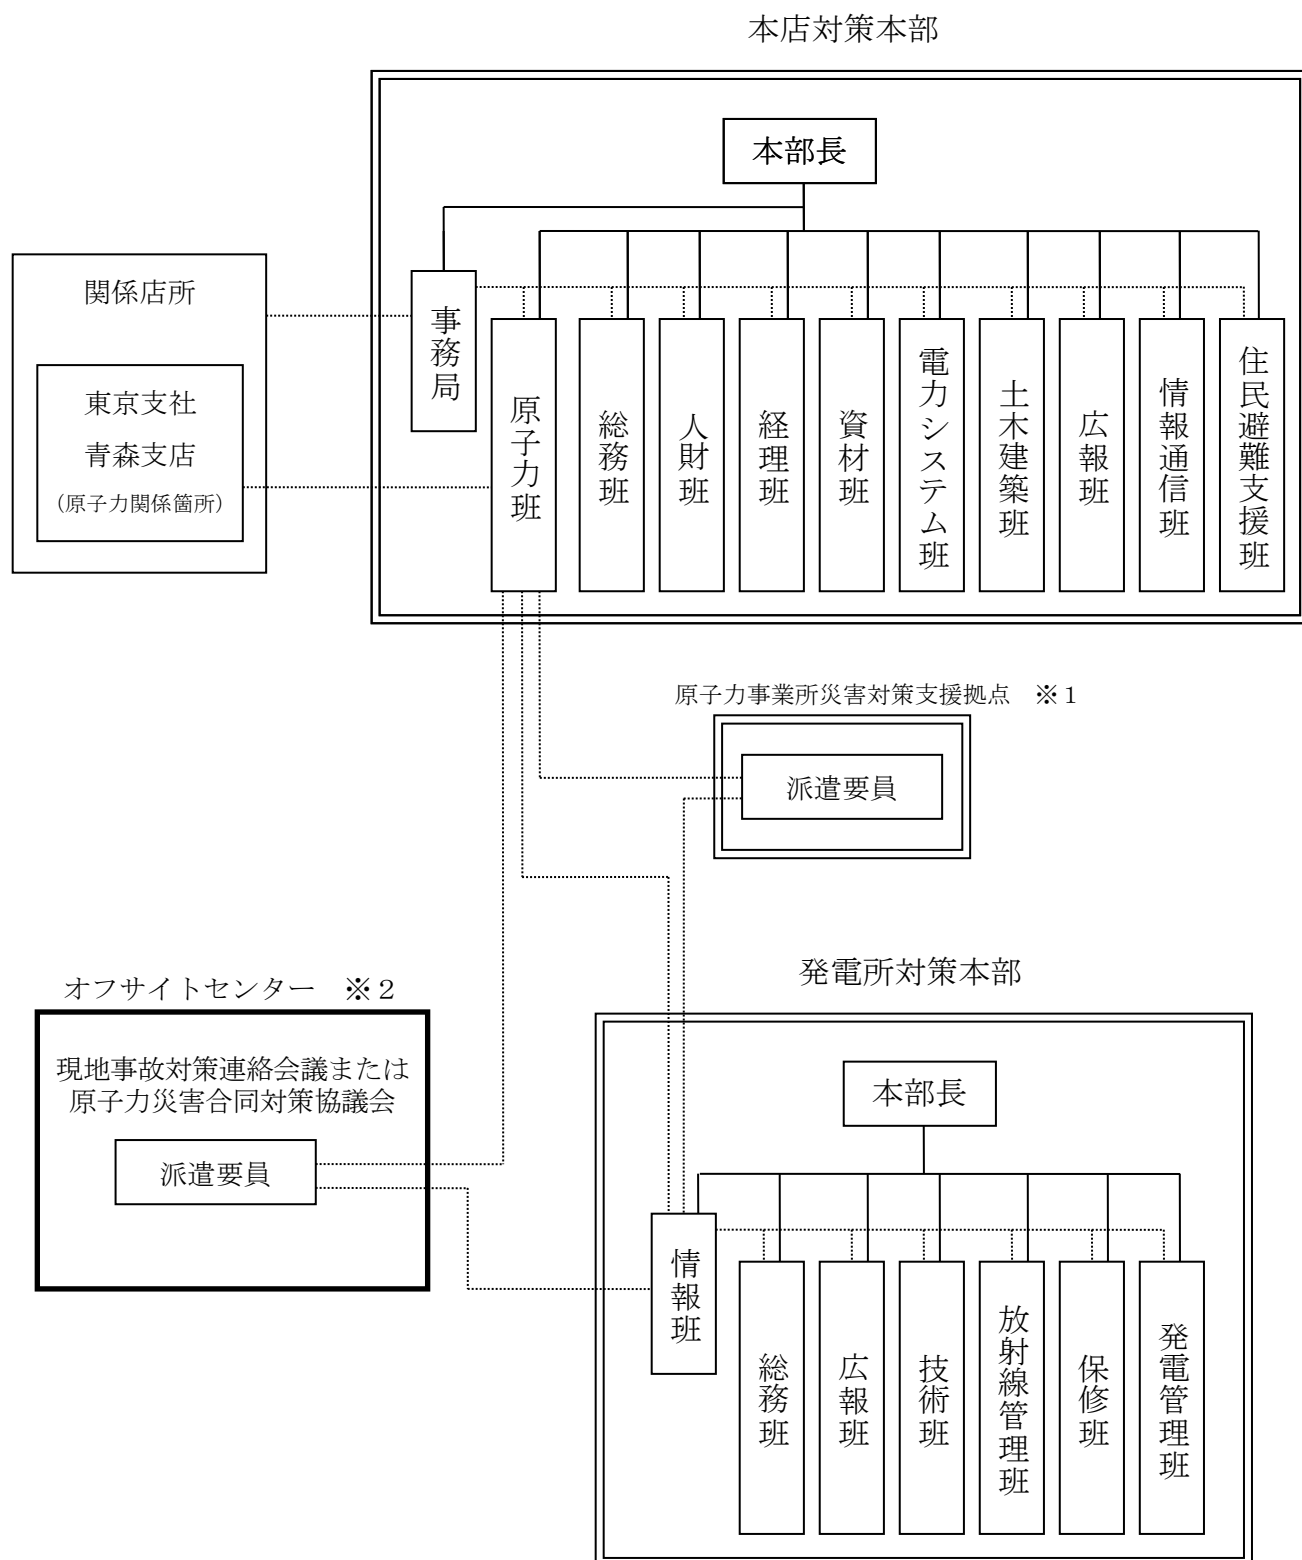 本店対策本部
本部長
関係店所
東京支社
青森支店
(原子力関係箇所)
事務局
原子力班
総務班
人財班
経理班
資材班
電力システム班
土木建築班
広報班
情報通信班
住民避難支援班
原子力事業所災害対策支援拠点 ※1
派遣要員
オフサイトセンター ※2
現地事故対策連絡会議または
原子力災害合同対策協議会
派遣要員
発電所対策本部
本部長
情報班
総務班
広報班
技術班
放射線管理班
保修班
発電管理班